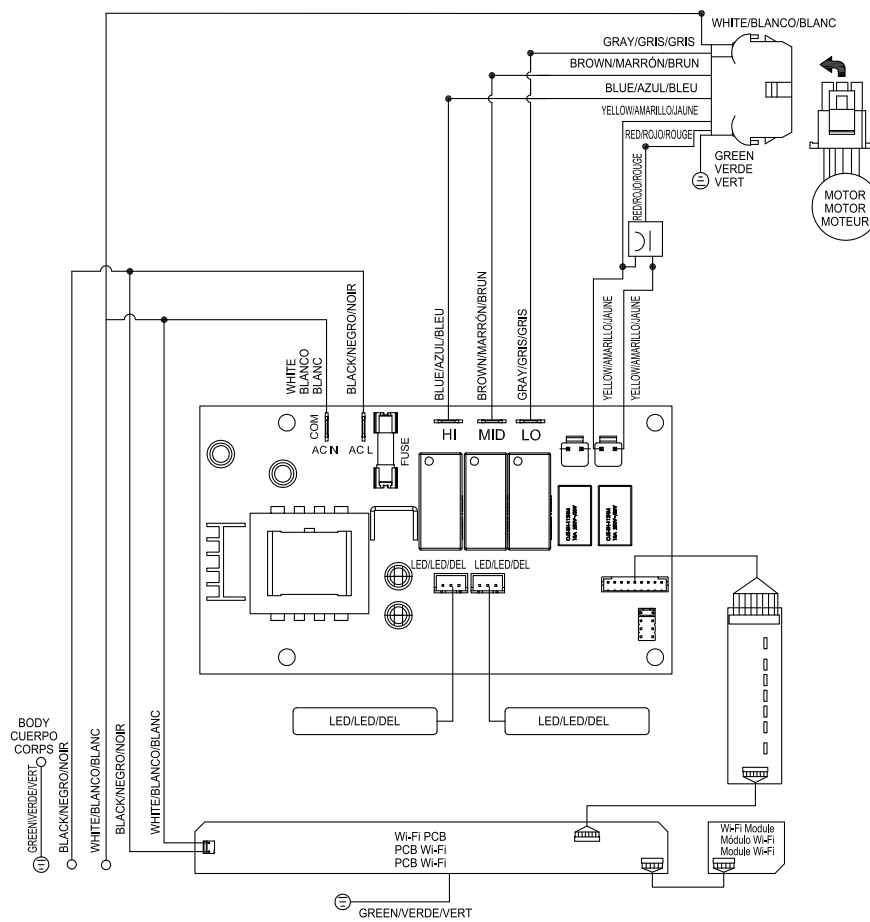 WHITE/BLANCO/BLANC
GRAY/GRIS/GRIS
BROWN/MARRÓN/BRUN
BLUE/AZUL/BLEU
YELLOW/AMARILLO/JAUNE
RED/ROJO/ROUGE
GREEN
VERDE
VERT
RED/ROJO/ROUGE
MOTOR
MOTOR
MOTEUR
WHITE
BLANCO
BLANC
BLACK/NEGRO/NOIR
BLUE/AZUL/BLEU
BROWN/MARRÓN/BRUN
GRAY/GRIS/GRIS
YELLOW/AMARILLO/JAUNE
YELLOW/AMARILLO/JAUNE
COM
AC N
AC L
FUSE
HI
MID
LO
LED/LED/DEL
LED/LED/DEL
LED/LED/DEL
LED/LED/DEL
BODY
CUERPO
CORPS
GREEN/VERDE/VERT
BLACK/NEGRO/NOIR
WHITE/BLANCO/BLANC
BLACK/NEGRO/NOIR
WHITE/BLANCO/BLANC
Wi-Fi PCB
PCB Wi-Fi
PCB Wi-Fi
Wi-Fi Module
Módulo Wi-Fi
Module Wi-Fi
GREEN/VERDE/VERT